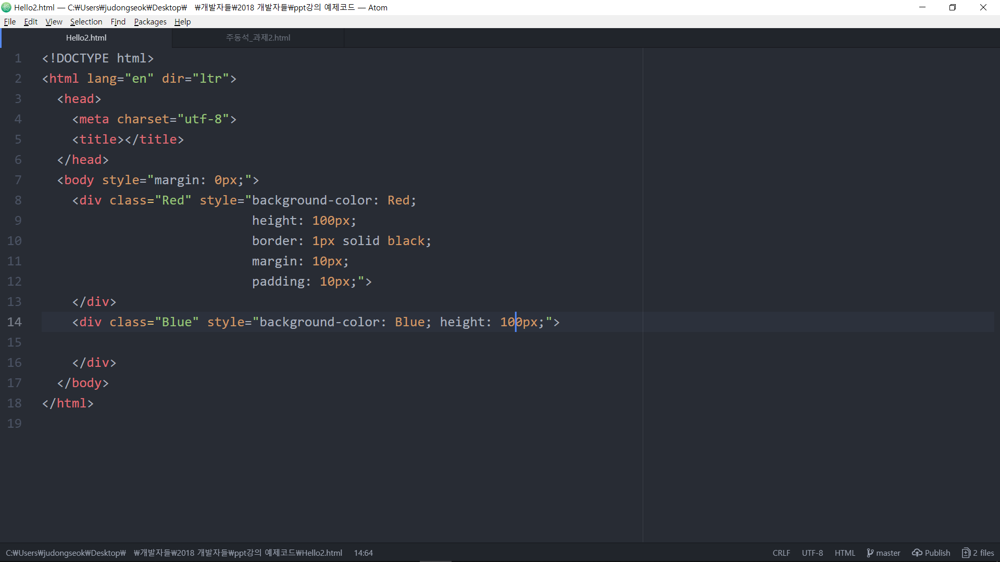 Hello2.html — C:₩Users₩judongseok₩Desktop₩   ₩개발자들₩2018 개발자들₩ppt강의 예제코드 — Atom
File Edit View Selection Find Packages Help
Hello2.html 주동석_과제2.html
1 <!DOCTYPE html>
2 <html lang="en" dir="ltr">
3   <head>
4     <meta charset="utf-8">
5     <title></title>
6   </head>
7   <body style="margin: 0px;">
8     <div class="Red" style="background-color: Red;
9                             height: 100px;
10                             border: 1px solid black;
11                             margin: 10px;
12                             padding: 10px;">
13     </div>
14     <div class="Blue" style="background-color: Blue; height: 100px;">
15
16     </div>
17   </body>
18 </html>
19
C:₩Users₩judongseok₩Desktop₩   ₩개발자들₩2018 개발자들₩ppt강의 예제코드₩Hello2.html 14:64 CRLF UTF-8 HTML master Publish 2 files